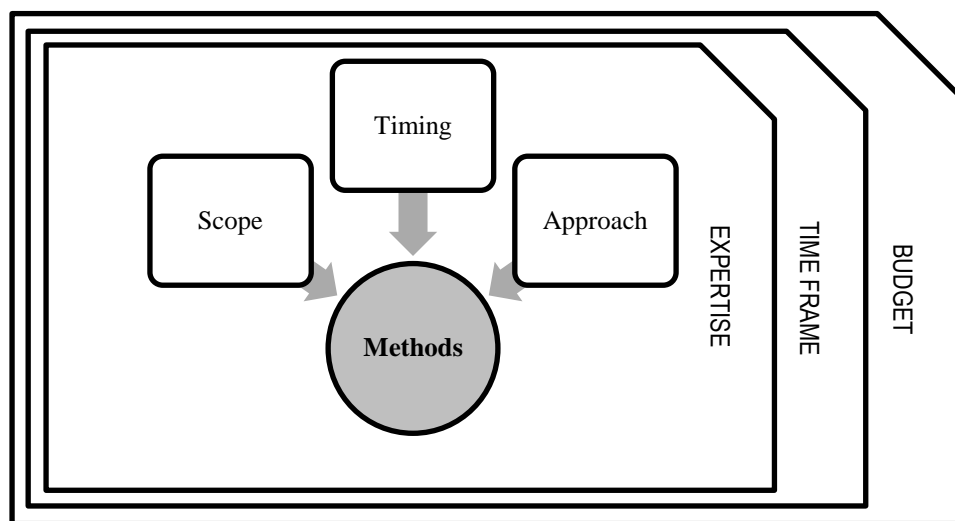 Timing
Scope
Approach
Methods
EXPERTISE
TIME FRAME
BUDGET